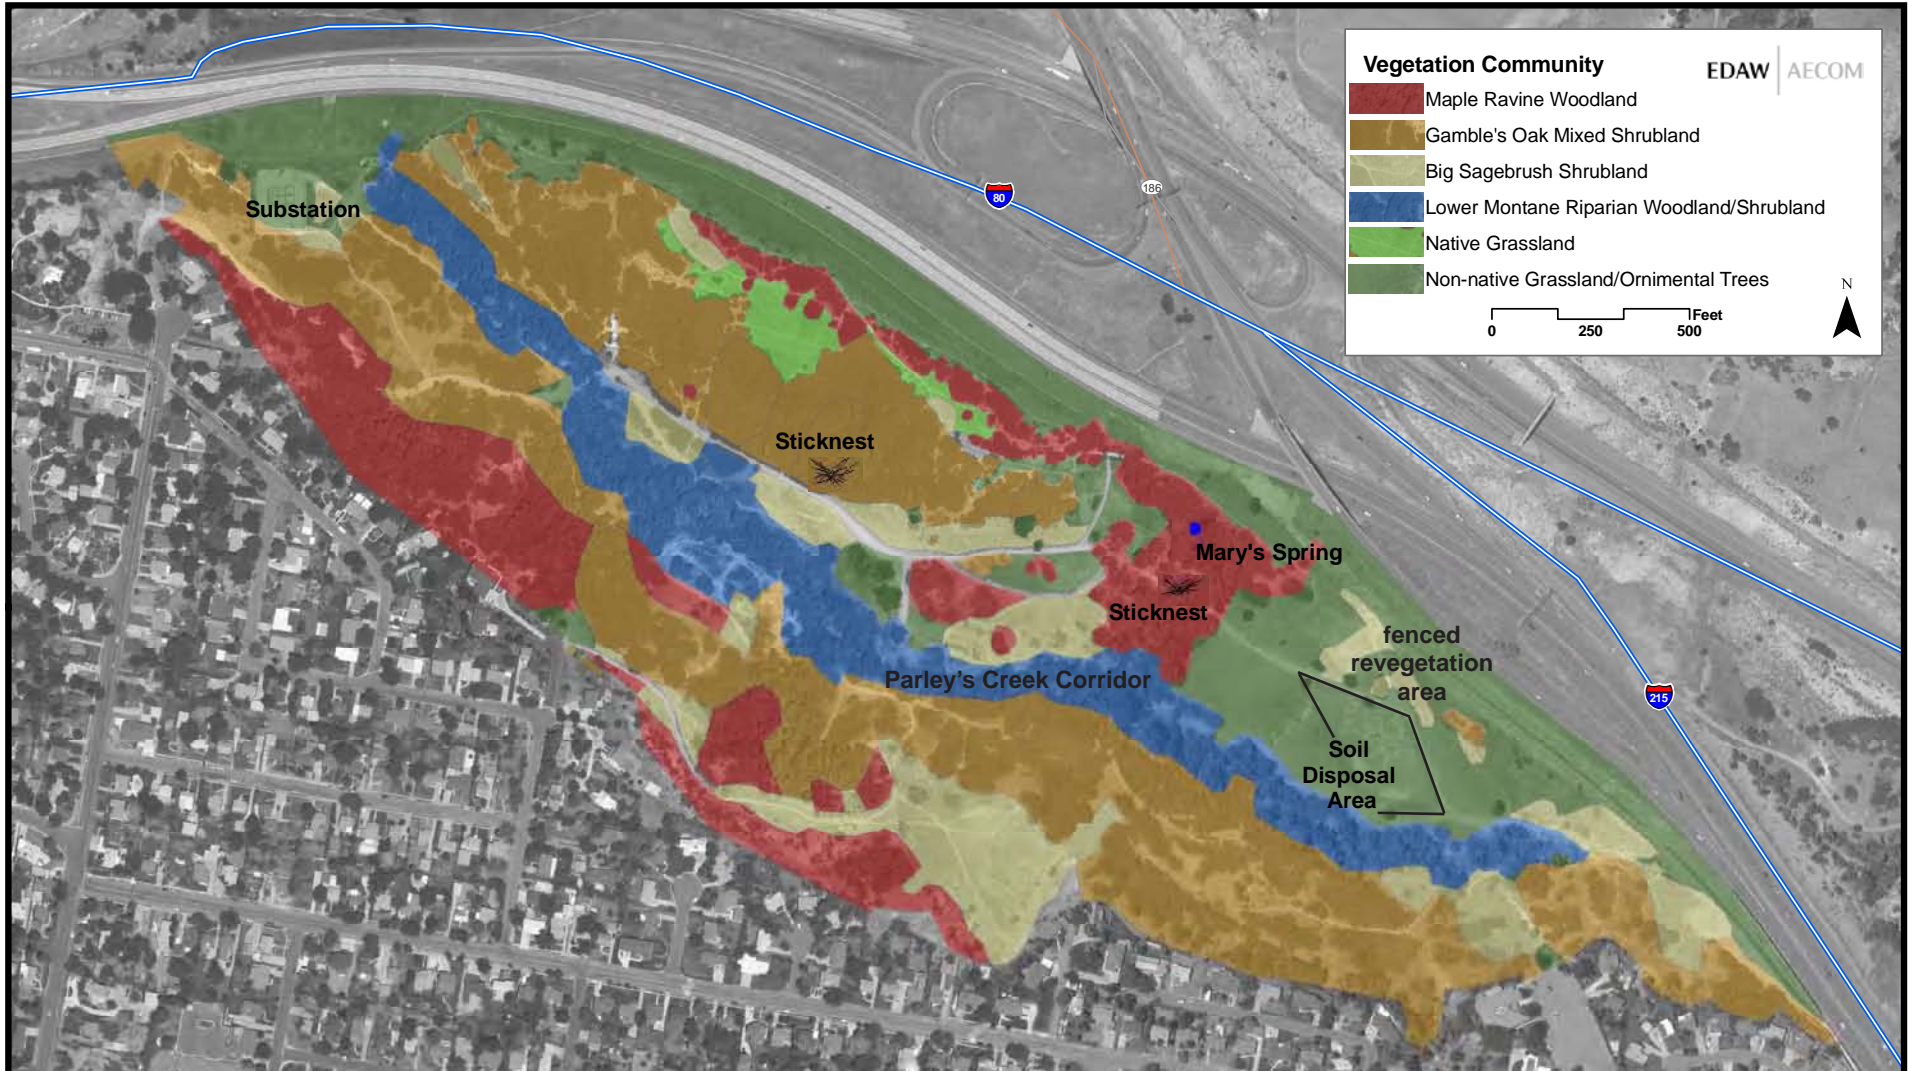 Vegetation Community
EDAW | AECOM
Maple Ravine Woodland
Gamble's Oak Mixed Shrubland
Big Sagebrush Shrubland
Lower Montane Riparian Woodland/Shrubland
Native Grassland
Non-native Grassland/Ornimental Trees
N
Feet
0 250 500
186
80
Substation
Sticknest
Mary's Spring
Sticknest
fenced
revegetation
area
Parley’s Creek Corridor
215
Soil
Disposal
Area